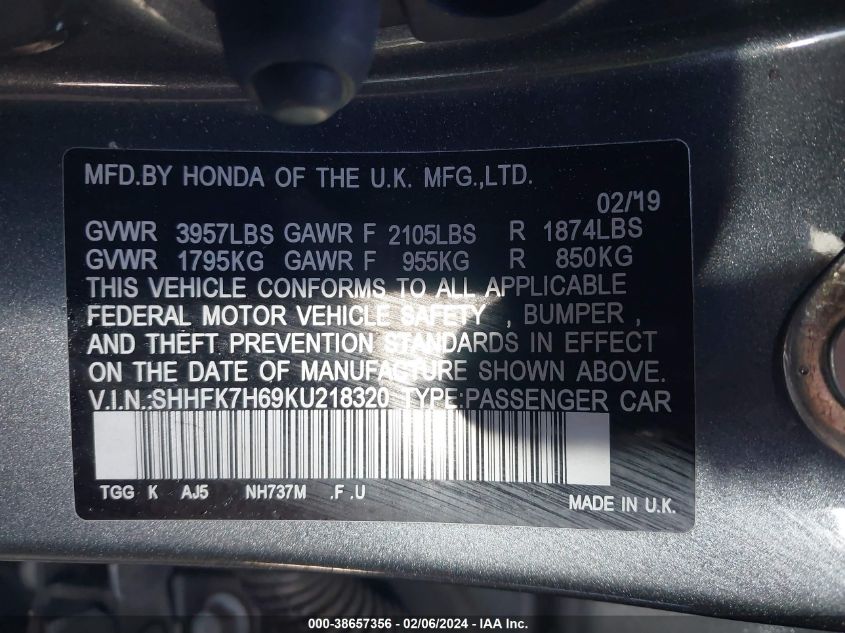 MFD.BY HONDA OF THE U.K. MFG.,LTD.
02/19
GVWR 3957LBS GAWR F 2105LBS R 1874LBS
GVWR 1795KG GAWR F 955KG R 850KG
THIS VEHICLE CONFORMS TO ALL APPLICABLE
FEDERAL MOTOR VEHICLE SAFETY , BUMPER ,
AND THEFT PREVENTION STANDARDS IN EFFECT
ON THE DATE OF MANUFACTURE SHOWN ABOVE.
V.I.N.:SHHFK7H69KU218320 TYPE:PASSENGER CAR
TGG K AJ5 NH737M .F .U
MADE IN U.K.
000-38657356 - 02/06/2024 - IAA Inc.